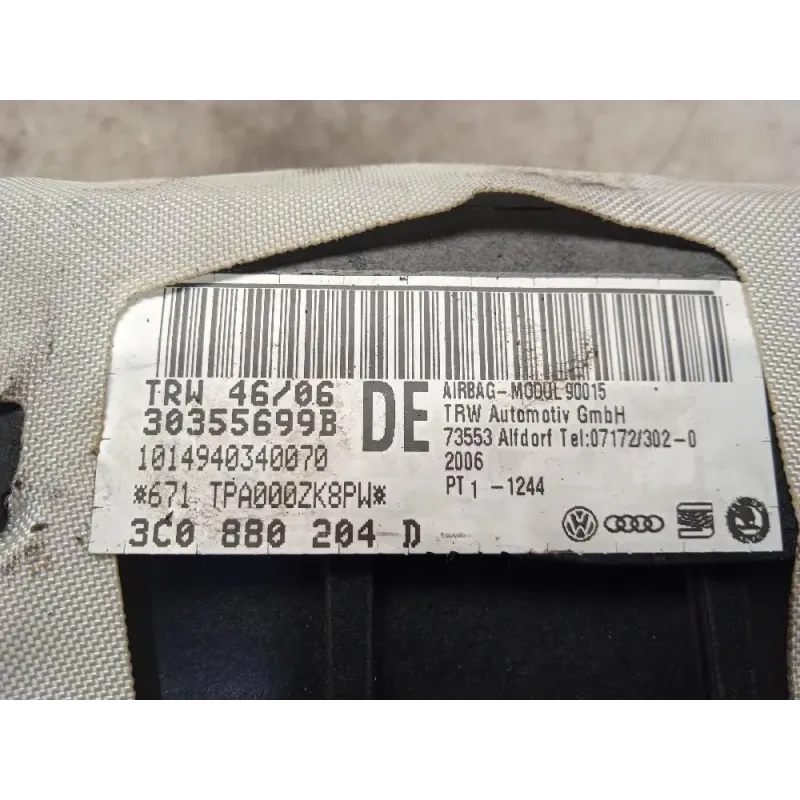 TRW 46/06
30355699B
DE
1014940340070
*671 TPA000ZK8PW*
3C0 880 204 D
AIRBAG-MODUL 90015
TRW Automotiv GmbH
73553 Alfdorf Tel:07172/302-0
2006
PT1 -1244